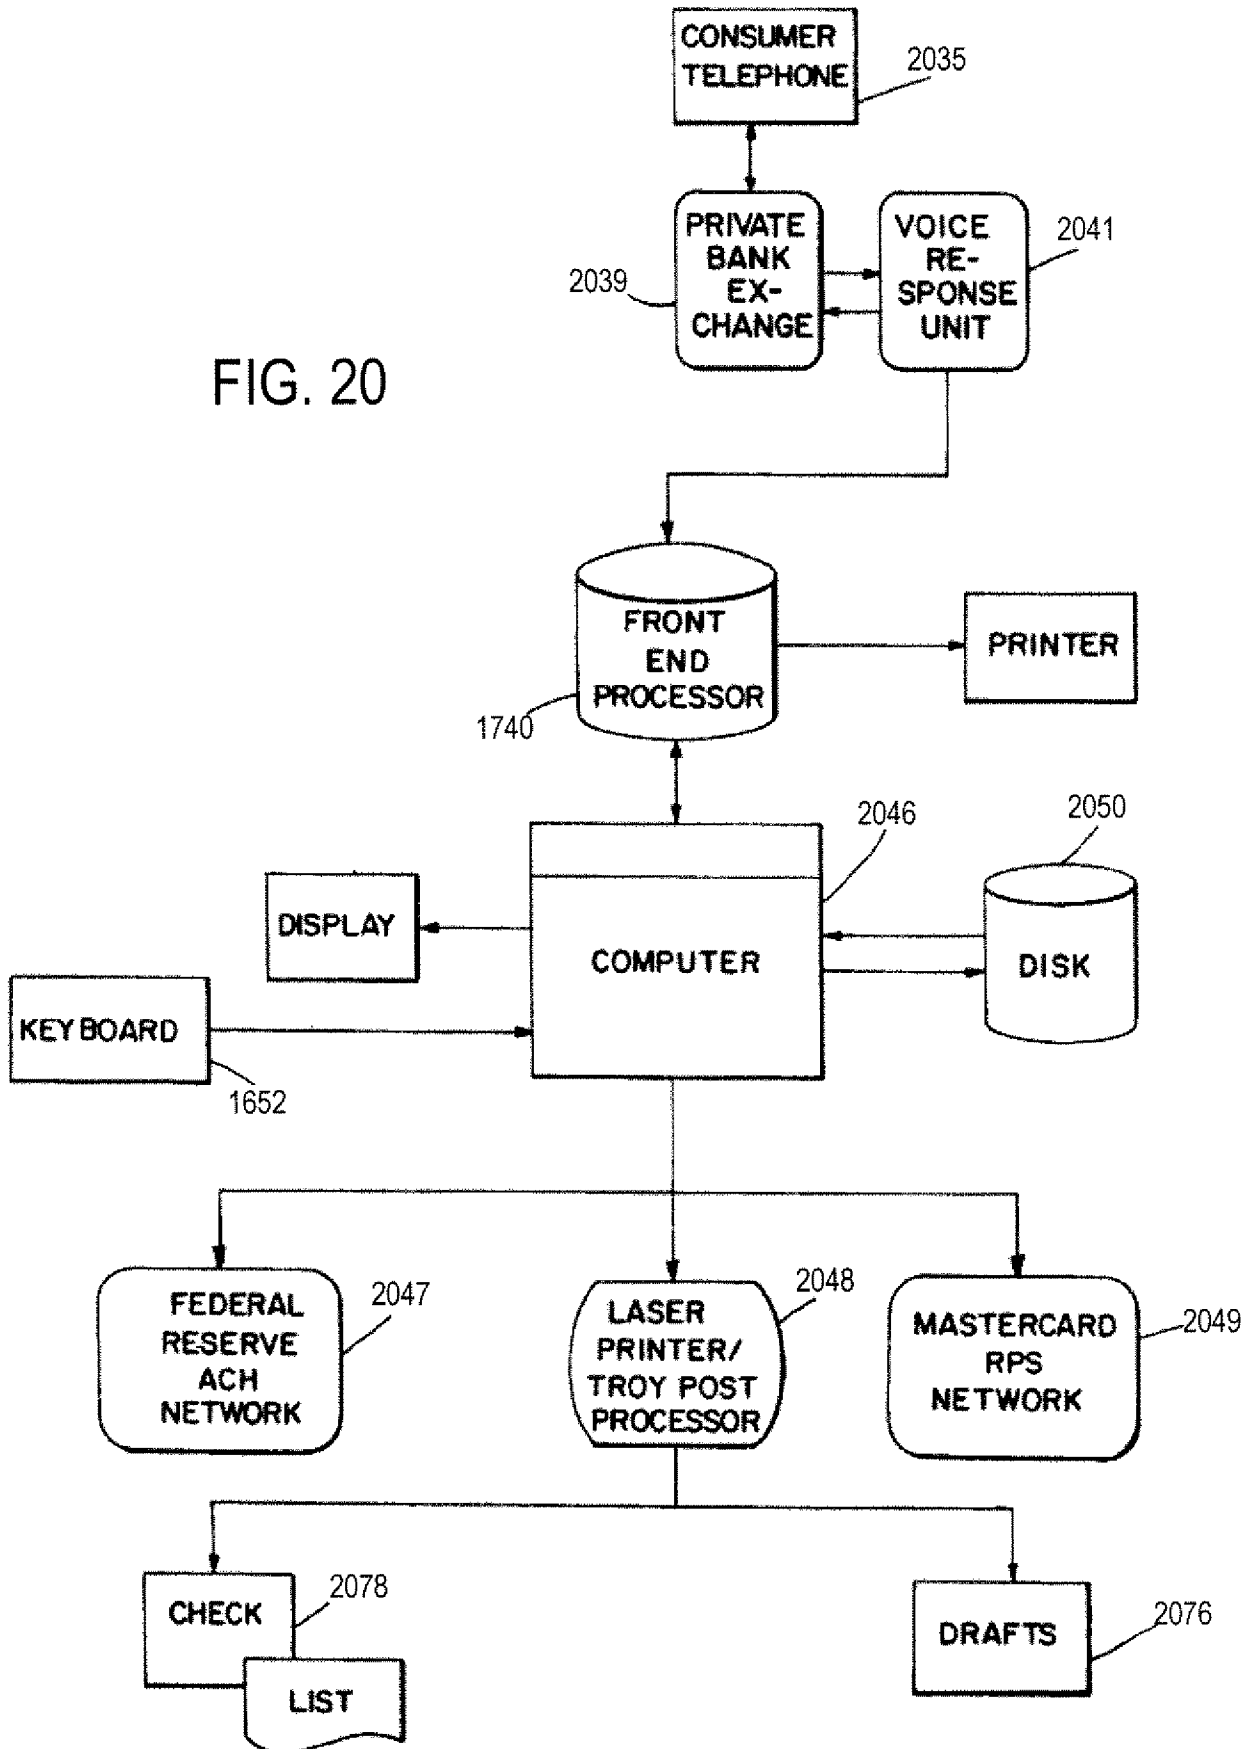 CONSUMER
TELEPHONE
2035
PRIVATE
BANK
EX-
CHANGE
2039
VOICE
RE-
SPONSE
UNIT
2041
FIG. 20
FRONT
END
PROCESSOR
1740
PRINTER
2046
2050
DISPLAY
COMPUTER
DISK
KEYBOARD
1652
FEDERAL
RESERVE
ACH
NETWORK
2047
LASER
PRINTER/
TROY POST
PROCESSOR
2048
MASTERCARD
RPS
NETWORK
2049
CHECK
2078
LIST
DRAFTS
2076